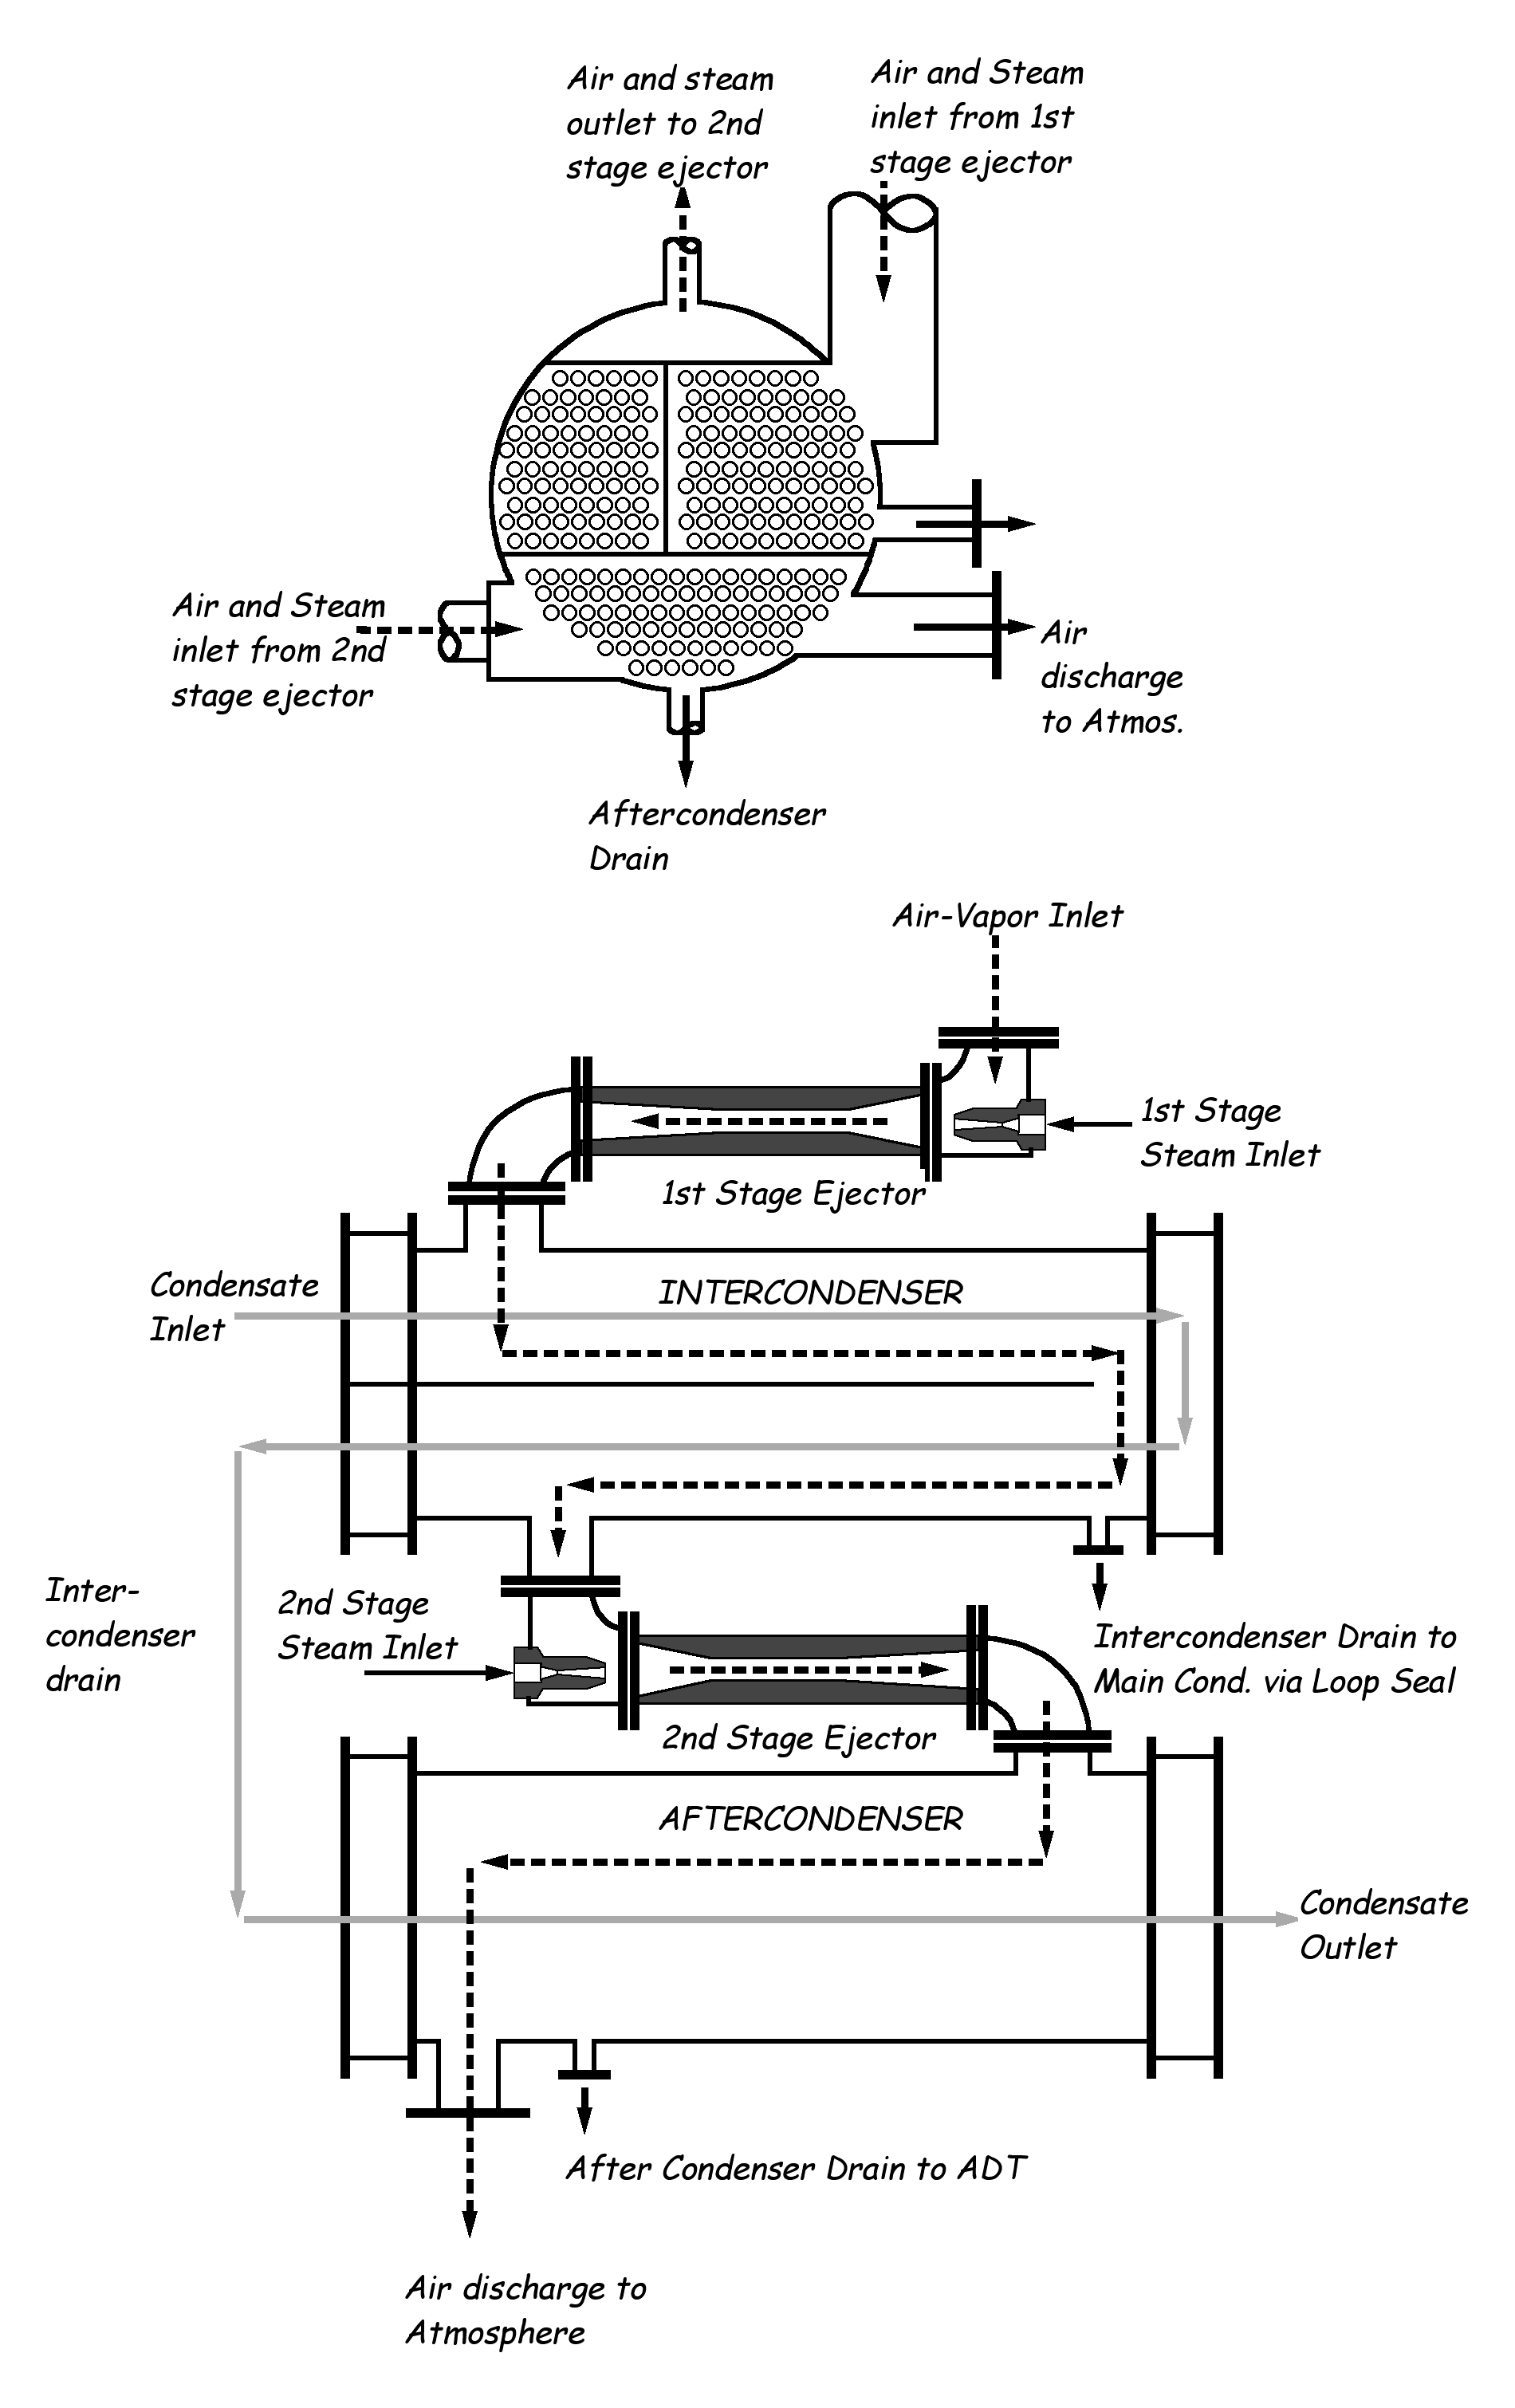 Air and steam
outlet to 2nd
stage ejector
Air and Steam
inlet from 1st
stage ejector
Air and Steam
inlet from 2nd
stage ejector
Air
discharge
to Atmos.
Aftercondenser
Drain
Air-Vapor Inlet
1st Stage
Steam Inlet
1st Stage Ejector
Condensate
Inlet
INTERCONDENSER
Inter-
condenser
drain
2nd Stage
Steam Inlet
Intercondenser Drain to
Main Cond. via Loop Seal
2nd Stage Ejector
AFTERCONDENSER
Condensate
Outlet
After Condenser Drain to ADT
Air discharge to
Atmosphere